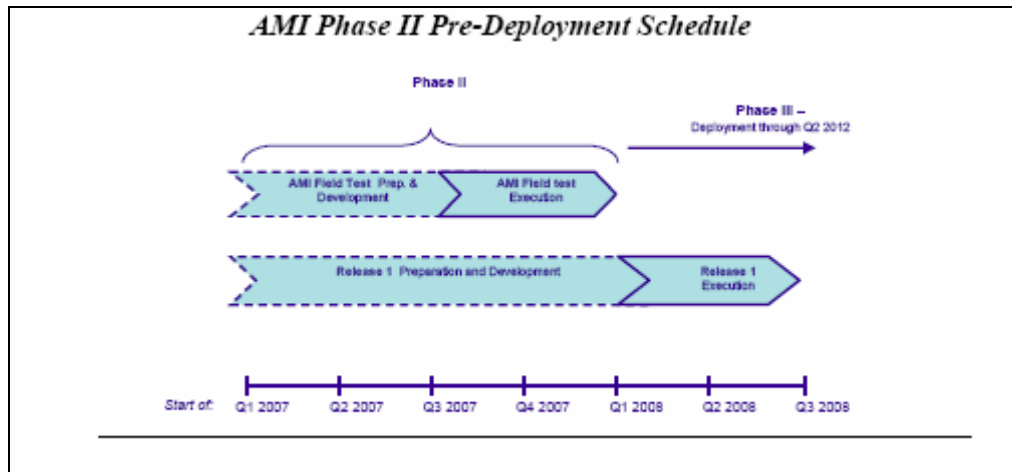 AMI Phase II Pre-Deployment Schedule
Phase II
Phase III –
Deployment through Q2 2012
AMI Field Test Prep. &
Development
AMI Field test
Execution
Release 1 Preparation and Development
Release 1
Execution
Start of:
Q1 2007
Q2 2007
Q3 2007
Q4 2007
Q1 2008
Q2 2008
Q3 2008